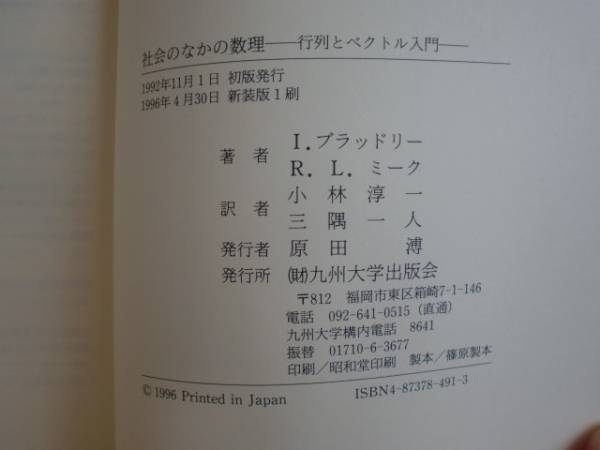 社会のなかの数理——行列とベクトル入門——
1992年11月1日 初版発行
1996年4月30日 新装版1刷
著者 I.ブラッドリー
R. L. ミーク
訳者 小林淳一
三隅一人
発行者 原田溥
発行所 ㈶九州大学出版会
〒812 福岡市東区箱崎7-1-146
電話 092-641-0515(直通)
九州大学構内電話 8641
振替 01710-6-3677
印刷/昭和堂印刷 製本/篠原製本
© 1996 Printed in Japan ISBN4-87378-491-3